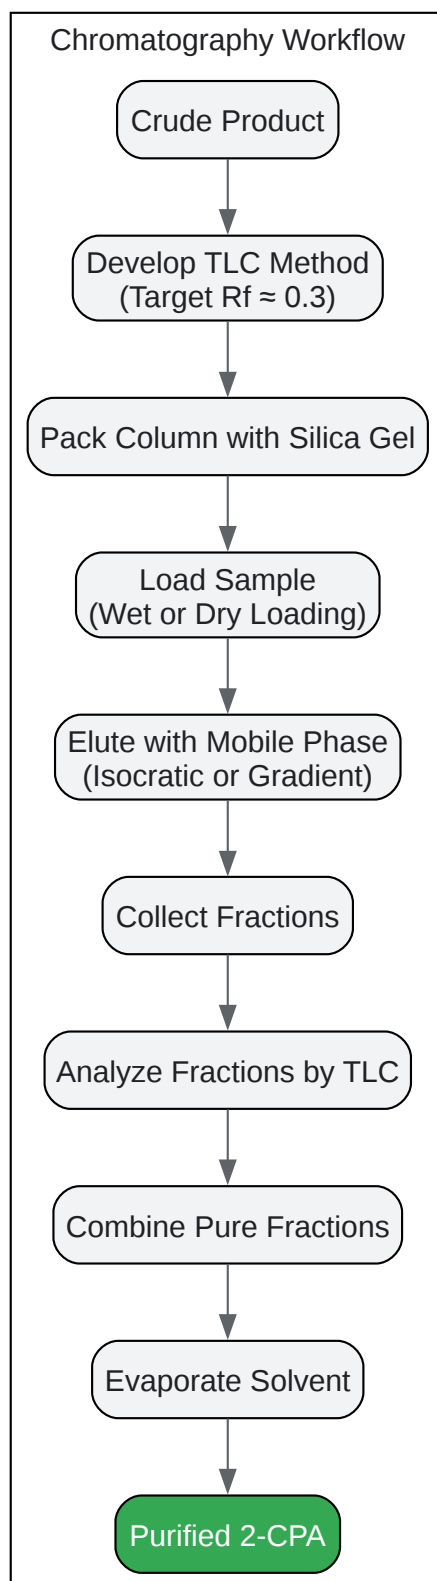 Chromatography Workflow
Crude Product
Develop TLC Method
(Target Rf ≈ 0.3)
Pack Column with Silica Gel
Load Sample
(Wet or Dry Loading)
Elute with Mobile Phase
(Isocratic or Gradient)
Collect Fractions
Analyze Fractions by TLC
Combine Pure Fractions
Evaporate Solvent
Purified 2-CPA